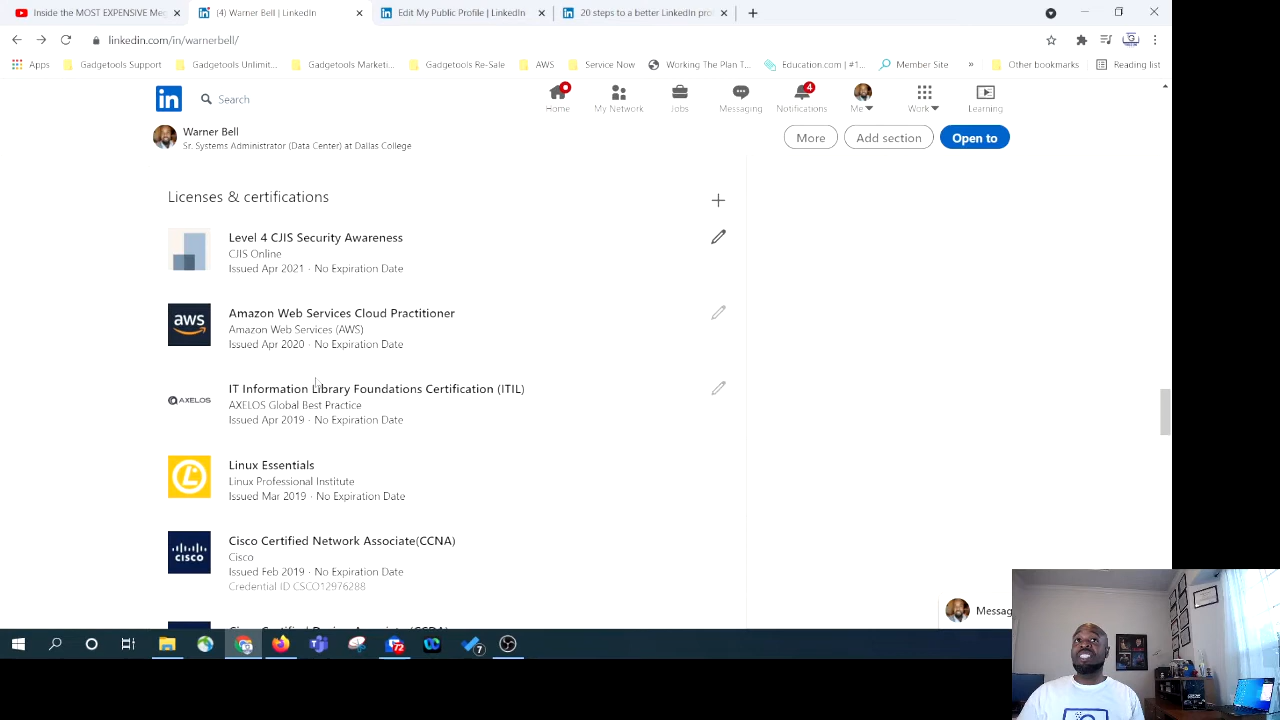 Inside the MOST EXPENSIVE Me
(4) Warner Bell | LinkedIn
Edit My Public Profile | LinkedIn
20 steps to a better LinkedIn pro
linkedin.com/in/warnerbell/
Apps
Gadgetools Support
Gadgetools Unlimit...
Gadgetools Marketi...
Gadgetools Re-Sale
AWS
Service Now
Working The Plan T...
Education.com | #1...
Member Site
»
Other bookmarks
Reading list
in
Search
Home
My Network
Jobs
Messaging
4
Notifications
Me
Work
Learning
Warner Bell
Sr. Systems Administrator (Data Center) at Dallas College
More
Add section
Open to
Licenses & certifications
Level 4 CJIS Security Awareness
CJIS Online
Issued Apr 2021 · No Expiration Date
aws
Amazon Web Services Cloud Practitioner
Amazon Web Services (AWS)
Issued Apr 2020 · No Expiration Date
AXELOS
IT Information Library Foundations Certification (ITIL)
AXELOS Global Best Practice
Issued Apr 2019 · No Expiration Date
Linux Essentials
Linux Professional Institute
Issued Mar 2019 · No Expiration Date
CISCO
Cisco Certified Network Associate(CCNA)
Cisco
Issued Feb 2019 · No Expiration Date
Credential ID CSCO12976288
Messag
72
7